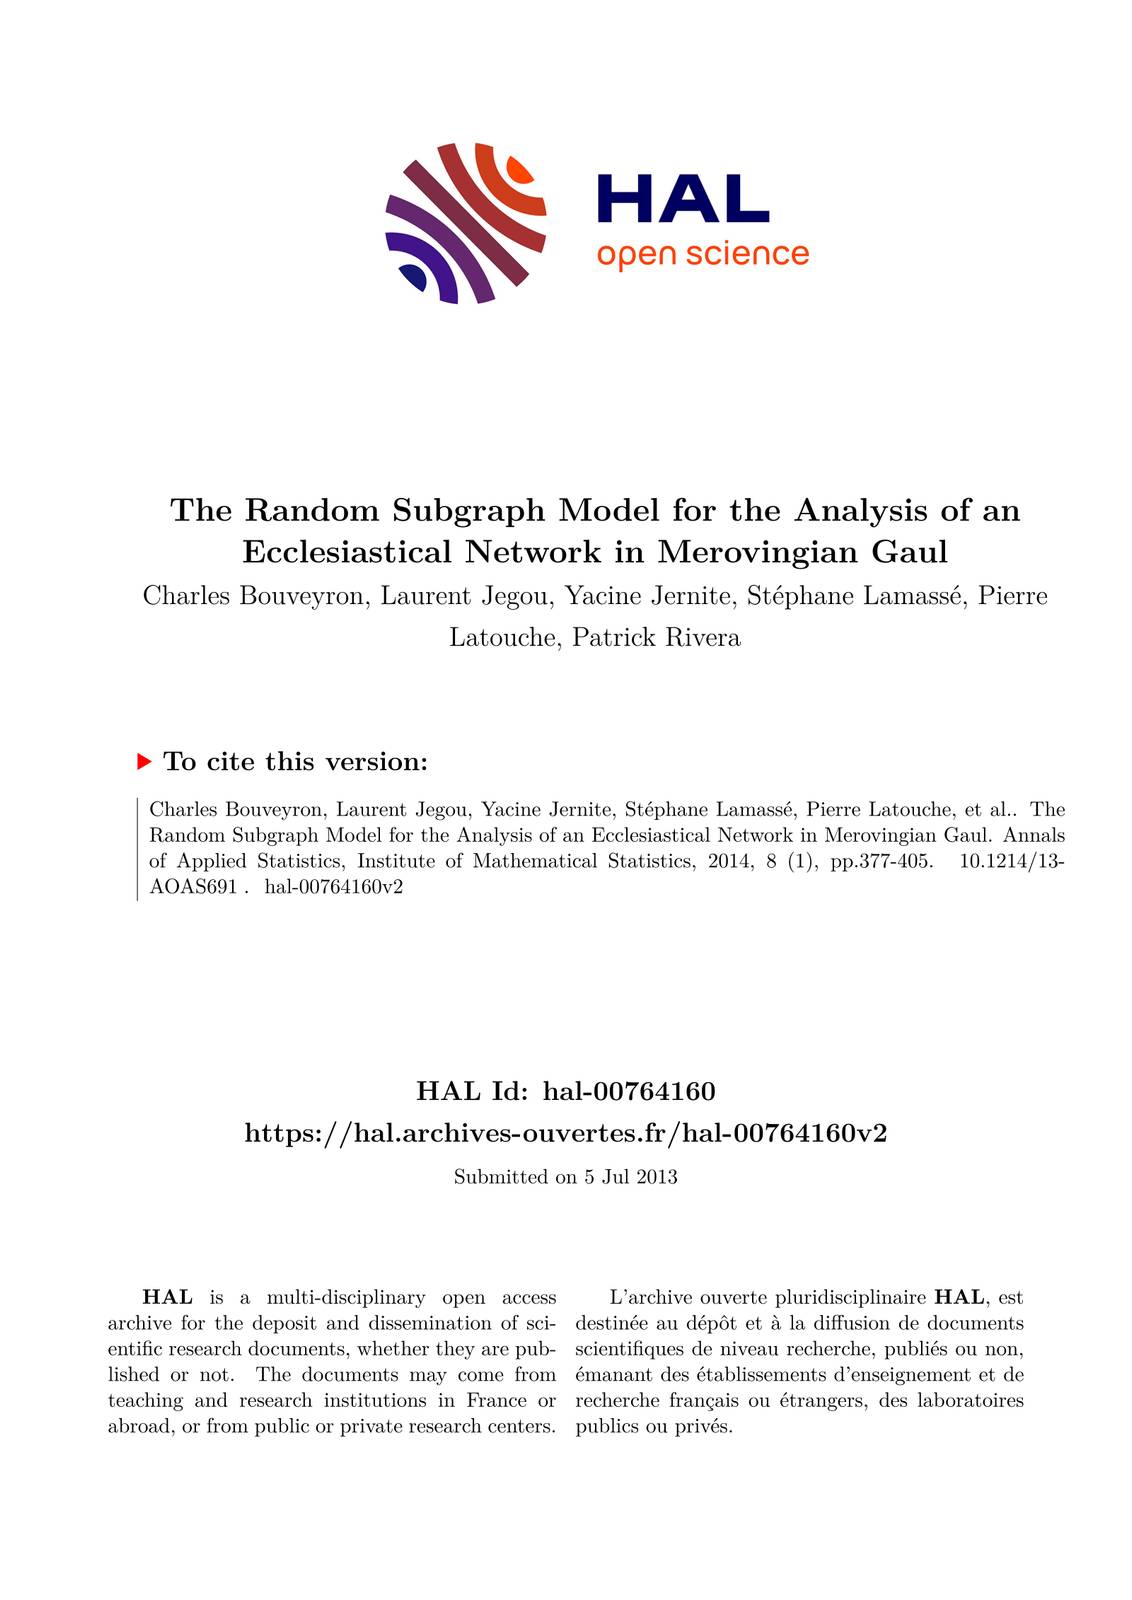 HAL
open science
The Random Subgraph Model for the Analysis of an
Ecclesiastical Network in Merovingian Gaul
Charles Bouveyron, Laurent Jegou, Yacine Jernite, Stéphane Lamassé, Pierre
Latouche, Patrick Rivera
To cite this version:
Charles Bouveyron, Laurent Jegou, Yacine Jernite, Stéphane Lamassé, Pierre Latouche, et al.. The
Random Subgraph Model for the Analysis of an Ecclesiastical Network in Merovingian Gaul. Annals
of Applied Statistics, Institute of Mathematical Statistics, 2014, 8 (1), pp.377-405. 10.1214/13-
AOAS691 . hal-00764160v2
HAL Id: hal-00764160
https://hal.archives-ouvertes.fr/hal-00764160v2
Submitted on 5 Jul 2013
HAL is a multi-disciplinary open access
archive for the deposit and dissemination of sci-
entific research documents, whether they are pub-
lished or not. The documents may come from
teaching and research institutions in France or
abroad, or from public or private research centers.
L'archive ouverte pluridisciplinaire HAL, est
destinée au dépôt et à la diffusion de documents
scientifiques de niveau recherche, publiés ou non,
émanant des établissements d'enseignement et de
recherche français ou étrangers, des laboratoires
publics ou privés.